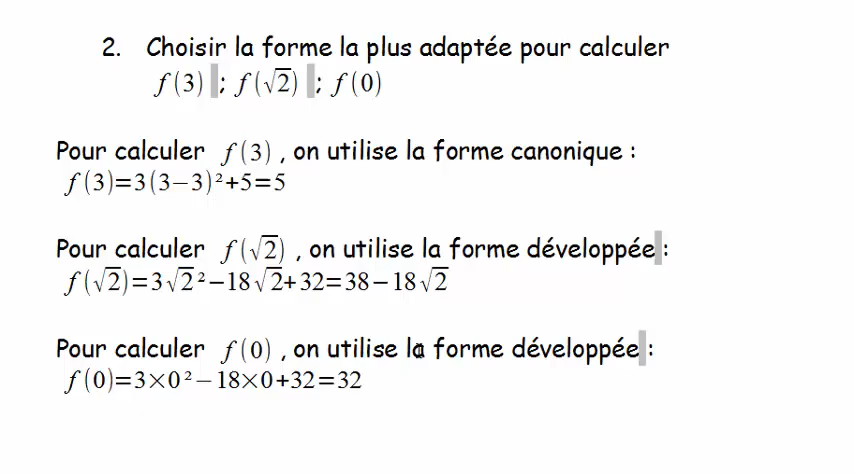 2. Choisir la forme la plus adaptée pour calculer
f(3) ; f(√2) ; f(0)
Pour calculer f(3) , on utilise la forme canonique :
f(3)=3(3−3)²+5=5
Pour calculer f(√2) , on utilise la forme développée :
f(√2)=3√2²−18√2+32=38−18√2
Pour calculer f(0) , on utilise la forme développée :
f(0)=3×0²−18×0+32=32